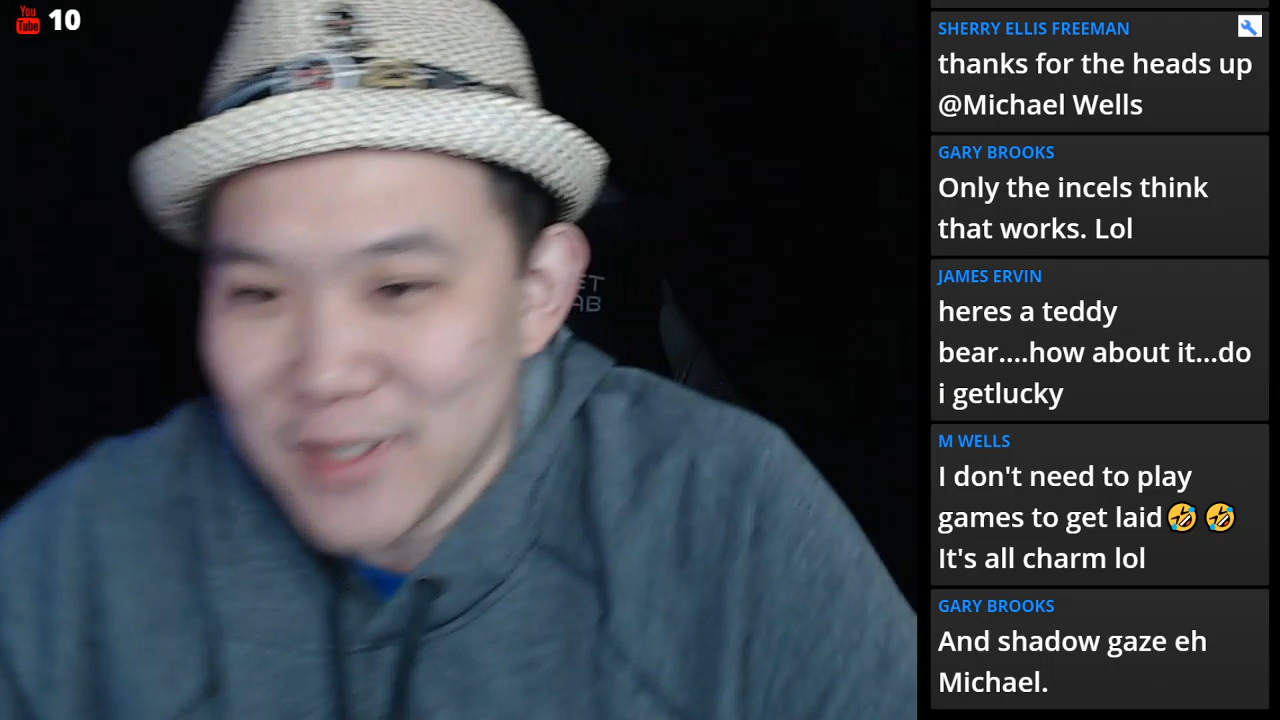 You
Tube
10
SHERRY ELLIS FREEMAN
thanks for the heads up
@Michael Wells
GARY BROOKS
Only the incels think
that works. Lol
JAMES ERVIN
heres a teddy
bear....how about it...do
i getlucky
M WELLS
I don't need to play
games to get laid🤣 🤣
It's all charm lol
GARY BROOKS
And shadow gaze eh
Michael.